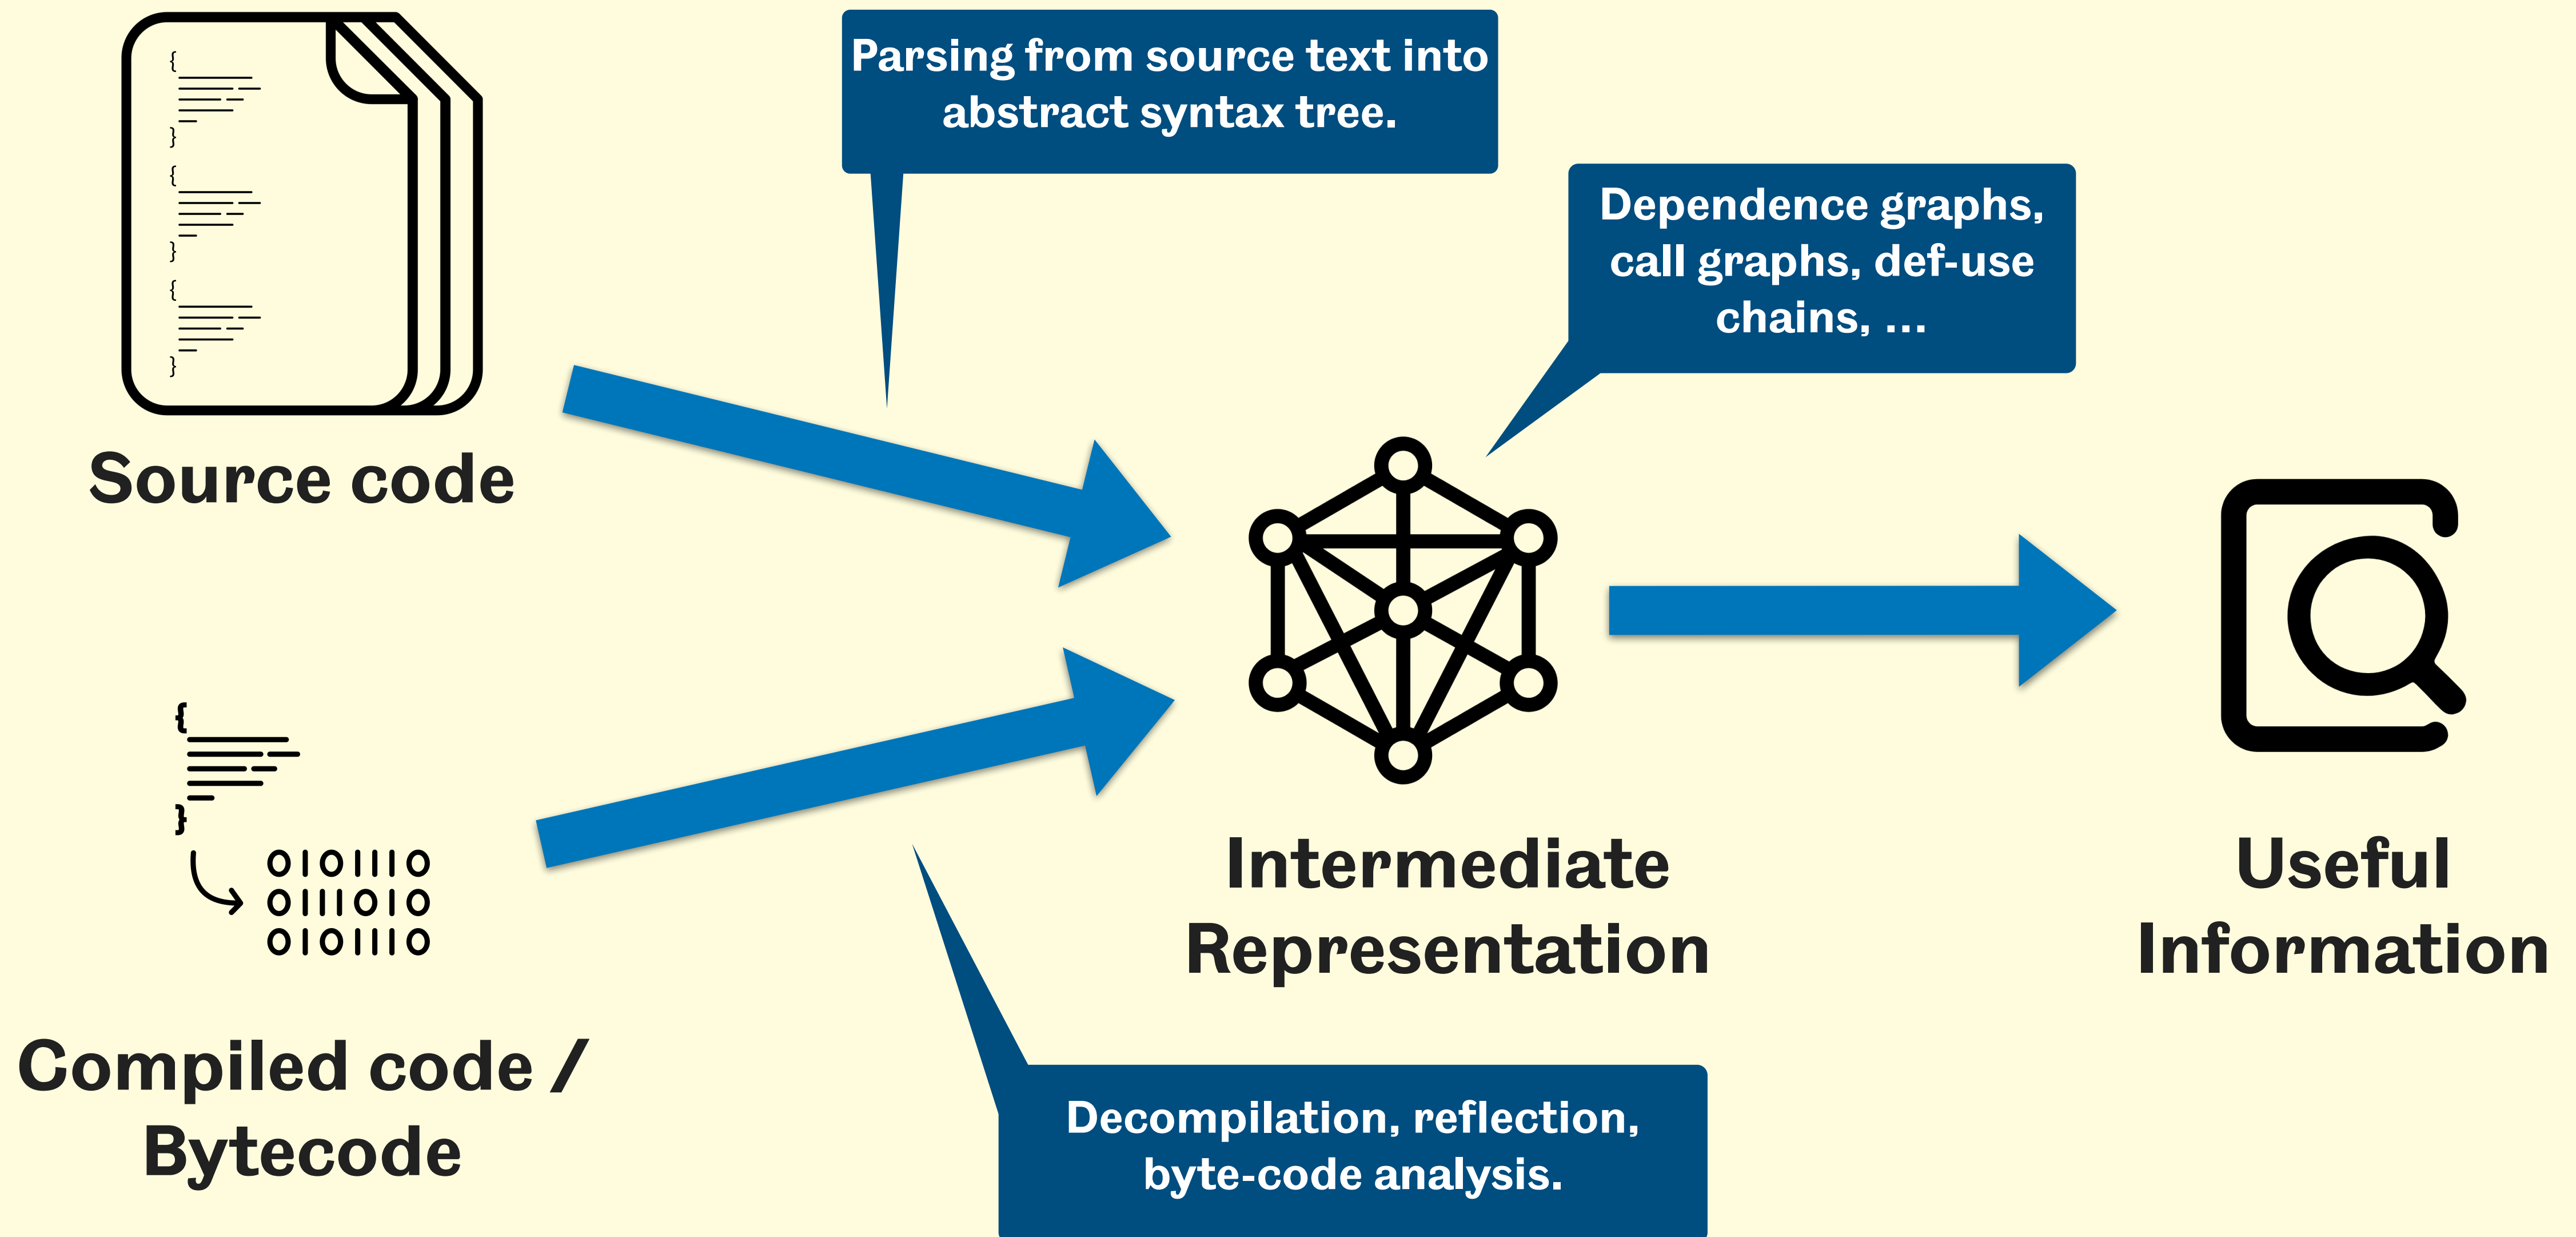 {
}
{
}
{
}
Source code
Parsing from source text into
abstract syntax tree.
Dependence graphs,
call graphs, def-use
chains, ...
{
}
0101110
0111010
0101110
Compiled code /
Bytecode
Intermediate
Representation
Useful
Information
Decompilation, reflection,
byte-code analysis.